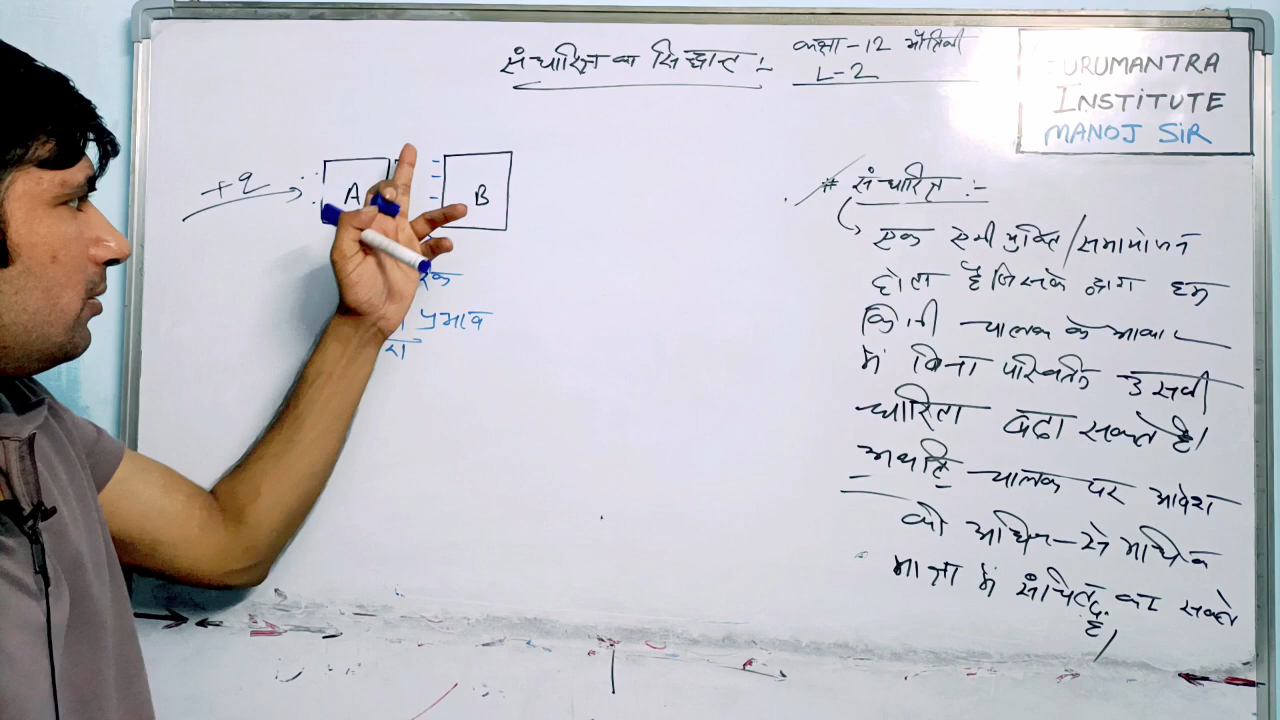 संधारित्र का सिद्धान्त :-
कक्षा - 12 भौतिकी
L-2
URUMANTRA
INSTITUTE
MANOJ SIR
+q
A
B
प्रभाव
# संधारित्र :-
एक ऐसी युक्ति/समायोजन
होता है जिसके द्वारा हम
किसी चालक के आकार
में बिना परिवर्तन उसकी
धारिता बढा सकते है।
अर्थात् चालक पर आवेश
की अधिक-से अधिक
मात्रा में संचित कर सकते
है।